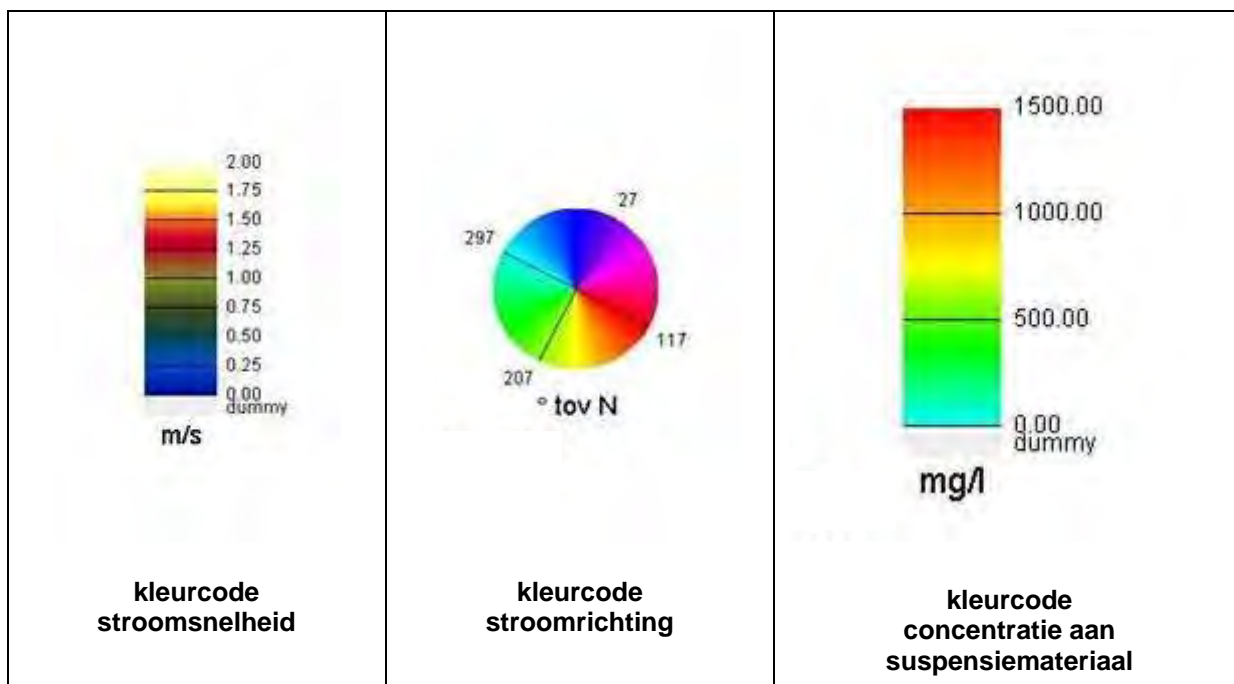 2.00
1.75
1.50
1.25
1.00
0.75
0.50
0.25
0.00
dummy
m/s
kleurcode
stroomsnelheid
27
297
117
207
° tov N
kleurcode
stroomrichting
1500.00
1000.00
500.00
0.00
dummy
mg/l
kleurcode
concentratie aan
suspensiemateriaal